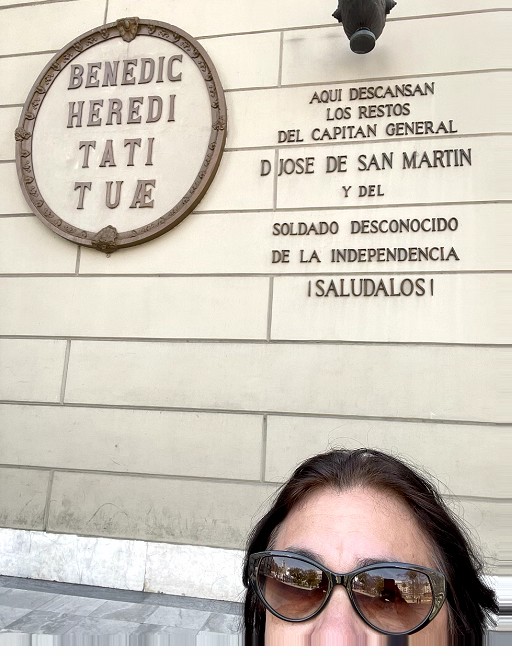 BENEDIC
HEREDI
TATI
TUÆ
AQUI DESCANSAN
LOS RESTOS
DEL CAPITAN GENERAL
D JOSE DE SAN MARTIN
Y DEL
SOLDADO DESCONOCIDO
DE LA INDEPENDENCIA
¡SALUDALOS!